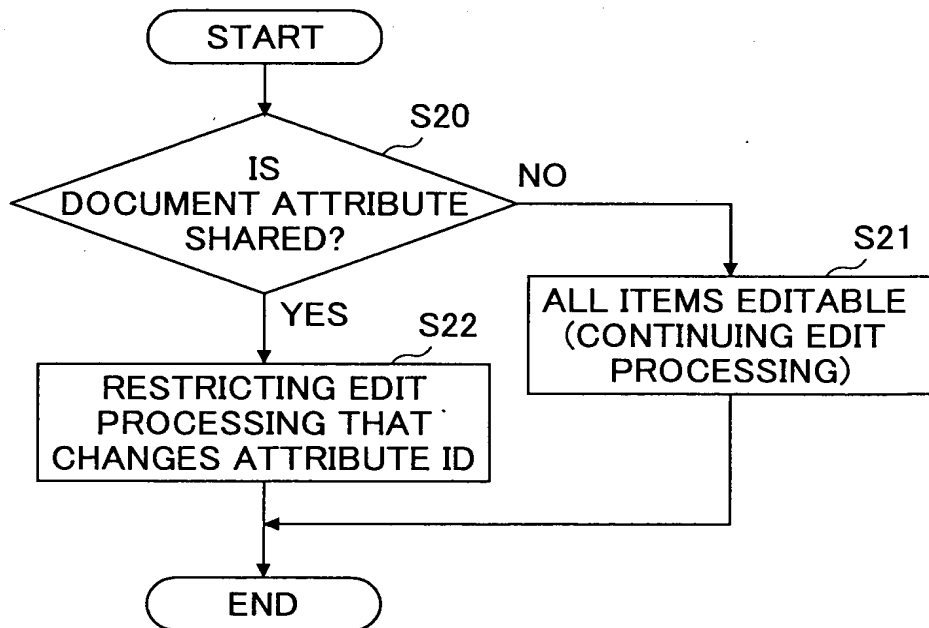 START
S20
IS
DOCUMENT ATTRIBUTE
SHARED?
NO
YES
S21
ALL ITEMS EDITABLE
(CONTINUING EDIT
PROCESSING)
S22
RESTRICTING EDIT
PROCESSING THAT
CHANGES ATTRIBUTE ID
END